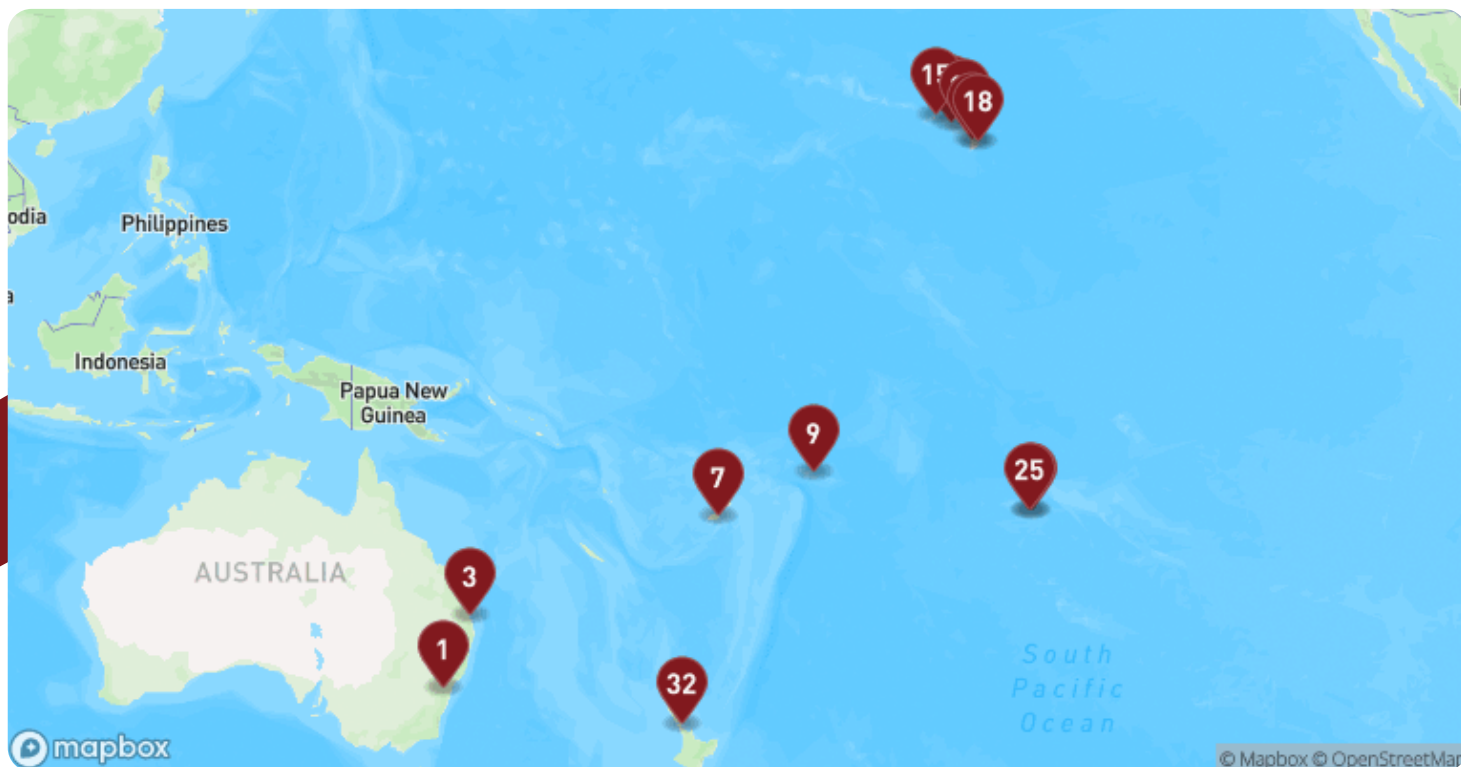 15
18
odia
Philippines
a
Indonesia
Papua New
Guinea
9
7
25
AUSTRALIA
3
1
32
South
Pacific
Ocean
mapbox
© Mapbox © OpenStreetMap